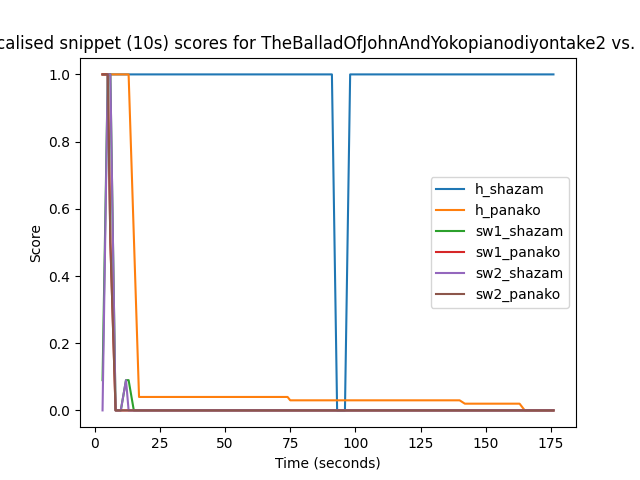 calised snippet (10s) scores for TheBalladOfJohnAndYokopianodiyontake2 vs.
1.0
0.8
0.6
0.4
0.2
0.0
Score
h_shazam
h_panako
sw1_shazam
sw1_panako
sw2_shazam
sw2_panako
0 25 50 75 100 125 150 175
Time (seconds)